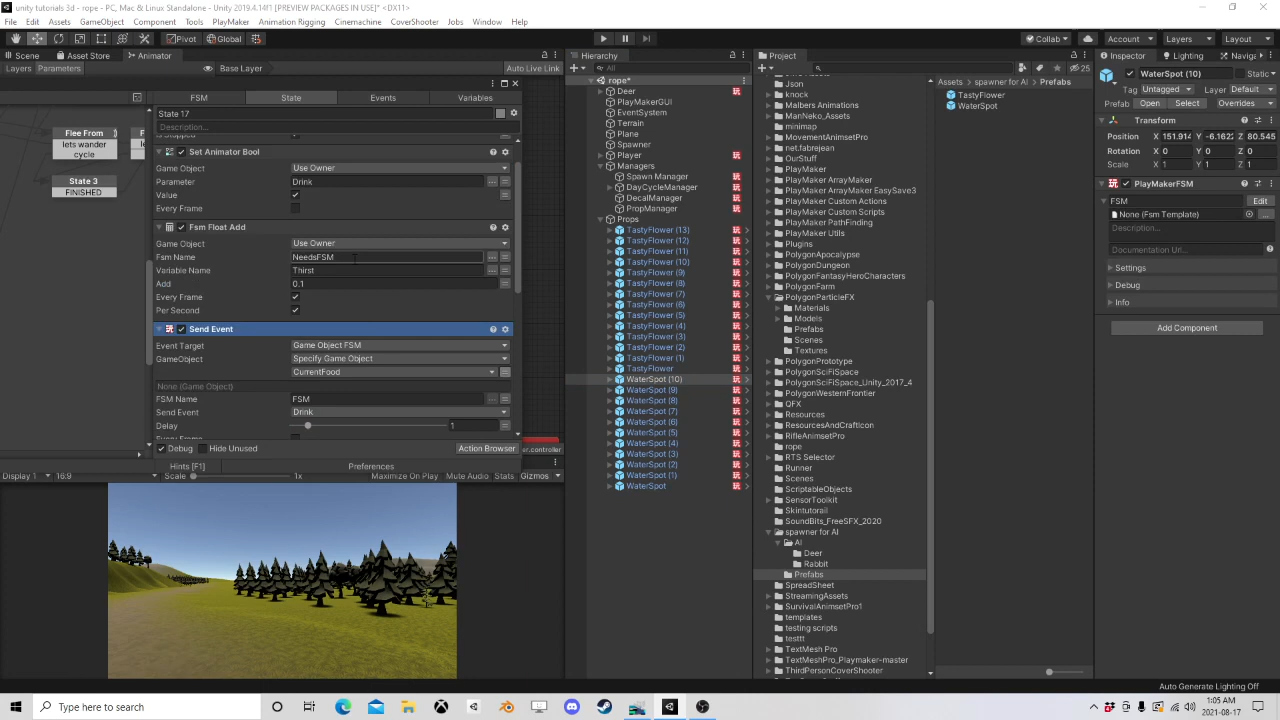 unity tutorials 3d - rope - PC, Mac & Linux Standalone - Unity 2019.4.14f1 [PREVIEW PACKAGES IN USE]* <DX11>
File Edit Assets GameObject Component Tools PlayMaker Animation Rigging Cinemachine CoverShooter Jobs Window Help
Pivot Global Collab Account Layers Layout
Scene Asset Store Animator
Hierarchy
Project
Inspector Lighting Naviga
Layers Parameters Base Layer Auto Live Link
All
25
FSM State Events Variables
State 17
Description...
Flee From
lets wander
cycle
State 3
FINISHED
Set Animator Bool
Game Object Use Owner
Parameter Drink
Value
Every Frame
Fsm Float Add
Game Object Use Owner
Fsm Name NeedsFSM
Variable Name Thirst
Add 0.1
Every Frame
Per Second
Send Event
Event Target Game Object FSM
GameObject Specify Game Object
CurrentFood
None (Game Object)
FSM Name FSM
Send Event Drink
Delay 1
Debug Hide Unused Action Browser
Hints [F1] Preferences
er.controller
Display 1 16:9 Scale 1x Maximize On Play Mute Audio Stats Gizmos
rope*
Deer
PlayMakerGUI
EventSystem
Terrain
Plane
Spawner
Player
Managers
Spawn Manager
DayCycleManager
DecalManager
PropManager
Props
TastyFlower (13)
TastyFlower (12)
TastyFlower (11)
TastyFlower (10)
TastyFlower (9)
TastyFlower (8)
TastyFlower (7)
TastyFlower (6)
TastyFlower (5)
TastyFlower (4)
TastyFlower (3)
TastyFlower (2)
TastyFlower (1)
TastyFlower
WaterSpot (10)
WaterSpot (9)
WaterSpot (8)
WaterSpot (7)
WaterSpot (6)
WaterSpot (5)
WaterSpot (4)
WaterSpot (3)
WaterSpot (2)
WaterSpot (1)
WaterSpot
Json
knock
Malbers Animations
ManNeko_Assets
minimap
MovementAnimsetPro
net.fabrejean
OurStuff
PlayMaker
PlayMaker ArrayMaker
PlayMaker ArrayMaker EasySave3
PlayMaker Custom Actions
PlayMaker Custom Scripts
PlayMaker PathFinding
PlayMaker Utils
Plugins
PolygonApocalypse
PolygonDungeon
PolygonFantasyHeroCharacters
PolygonFarm
PolygonParticleFX
Materials
Models
Prefabs
Scenes
Textures
PolygonPrototype
PolygonSciFiSpace
PolygonSciFiSpace_Unity_2017_4
PolygonWesternFrontier
QFX
Resources
ResourcesAndCraftIcon
RifleAnimsetPro
rope
RTS Selector
Runner
Scenes
ScriptableObjects
SensorToolkit
Skintutorail
SoundBits_FreeSFX_2020
spawner for AI
AI
Deer
Rabbit
Prefabs
SpreadSheet
StreamingAssets
SurvivalAnimsetPro1
templates
testing scripts
testtt
TextMesh Pro
TextMeshPro_Playmaker-master
ThirdPersonCoverShooter
Assets > spawner for AI > Prefabs
TastyFlower
WaterSpot
WaterSpot (10) Static
Tag Untagged Layer Default
Prefab Open Select Overrides
Transform
Position X 151.914 Y -6.1622 Z 80.545
Rotation X 0 Y 0 Z 0
Scale X 1 Y 1 Z 1
PlayMakerFSM
FSM Edit
None (Fsm Template)
Description...
Documentation Url...
Settings
Debug
Info
Add Component
Auto Generate Lighting Off
Type here to search
1:05 AM
2021-08-17